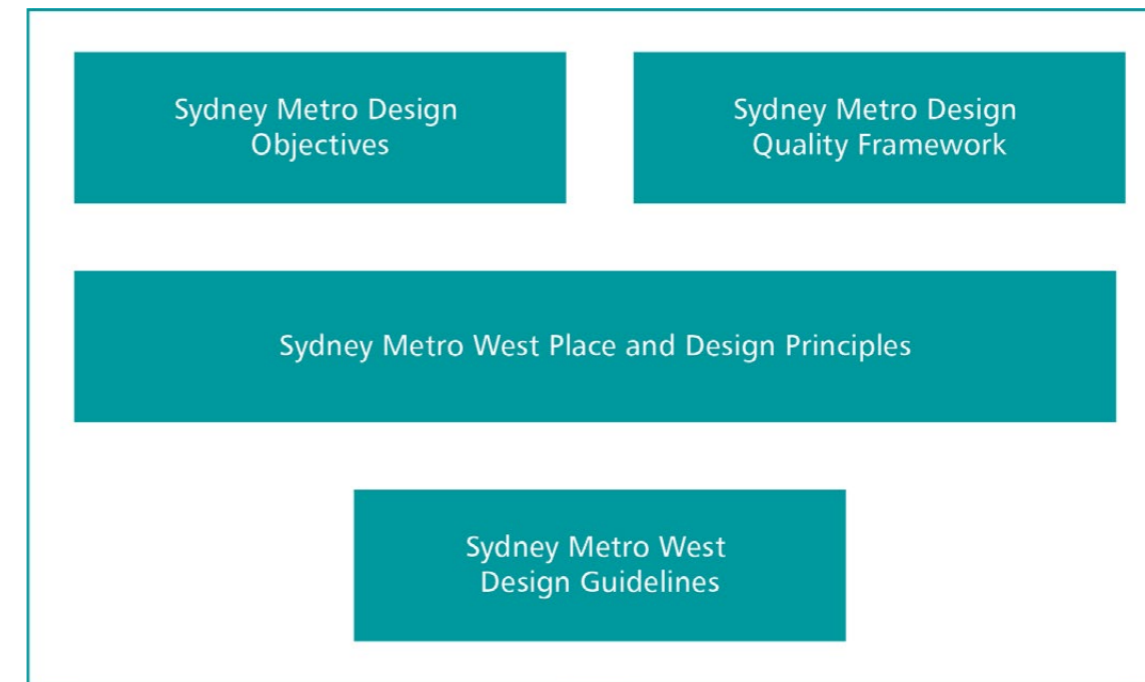 Sydney Metro Design
Objectives
Sydney Metro Design
Quality Framework
Sydney Metro West Place and Design Principles
Sydney Metro West
Design Guidelines